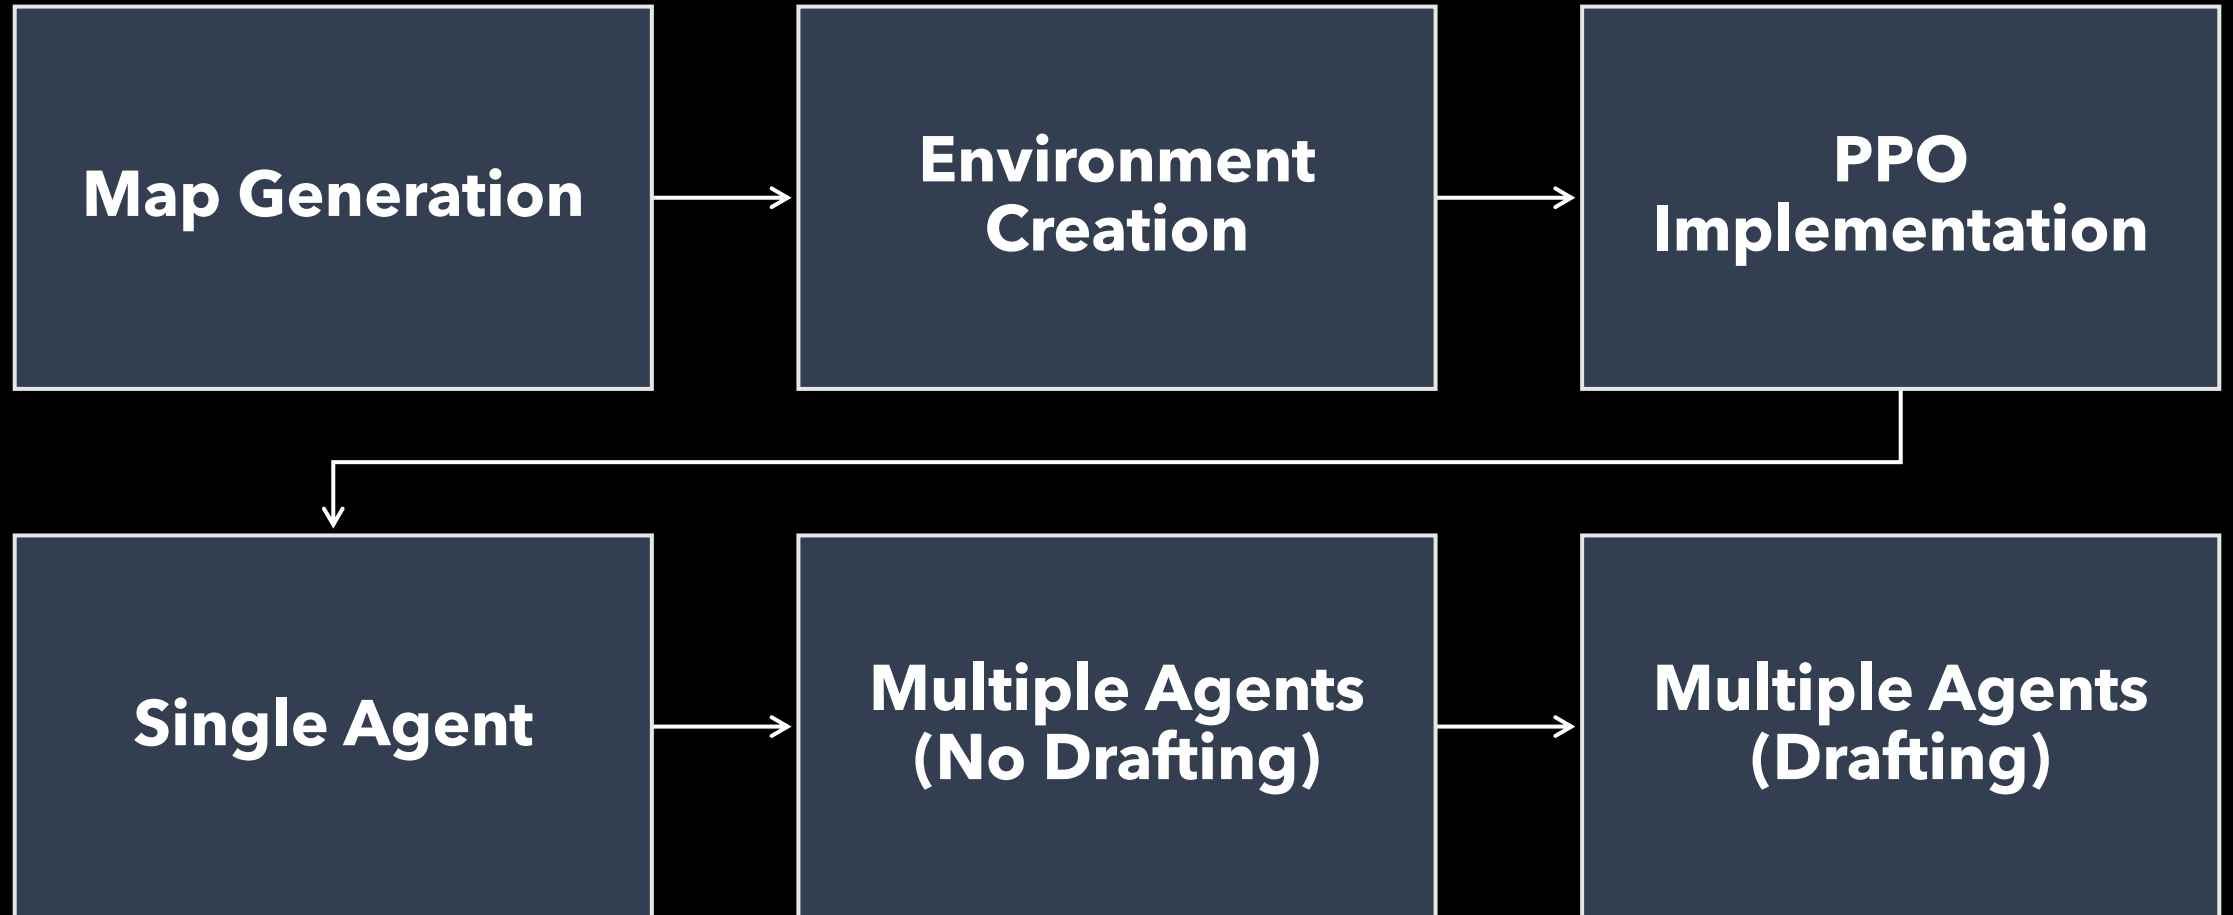 Map Generation
Environment
Creation
PPO
Implementation
Single Agent
Multiple Agents
(No Drafting)
Multiple Agents
(Drafting)